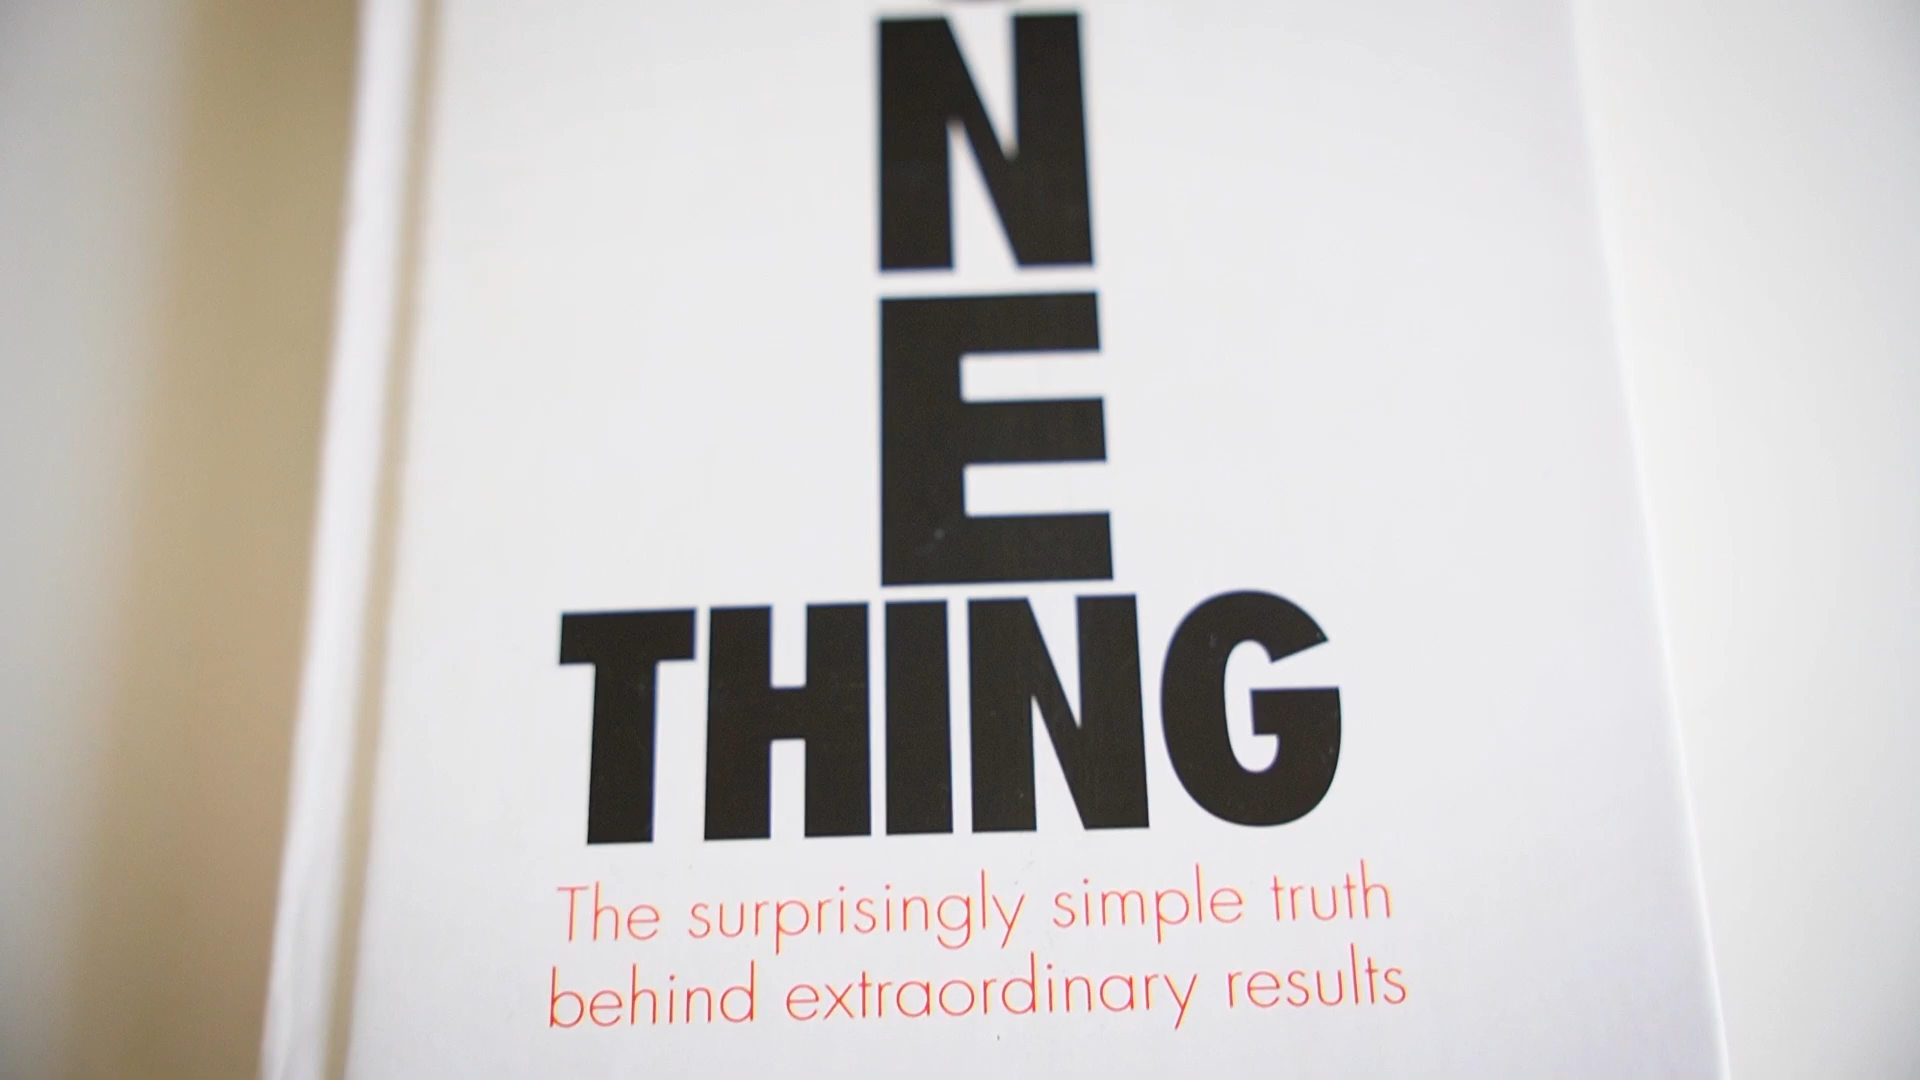 N
E
THING
The surprisingly simple truth
behind extraordinary results